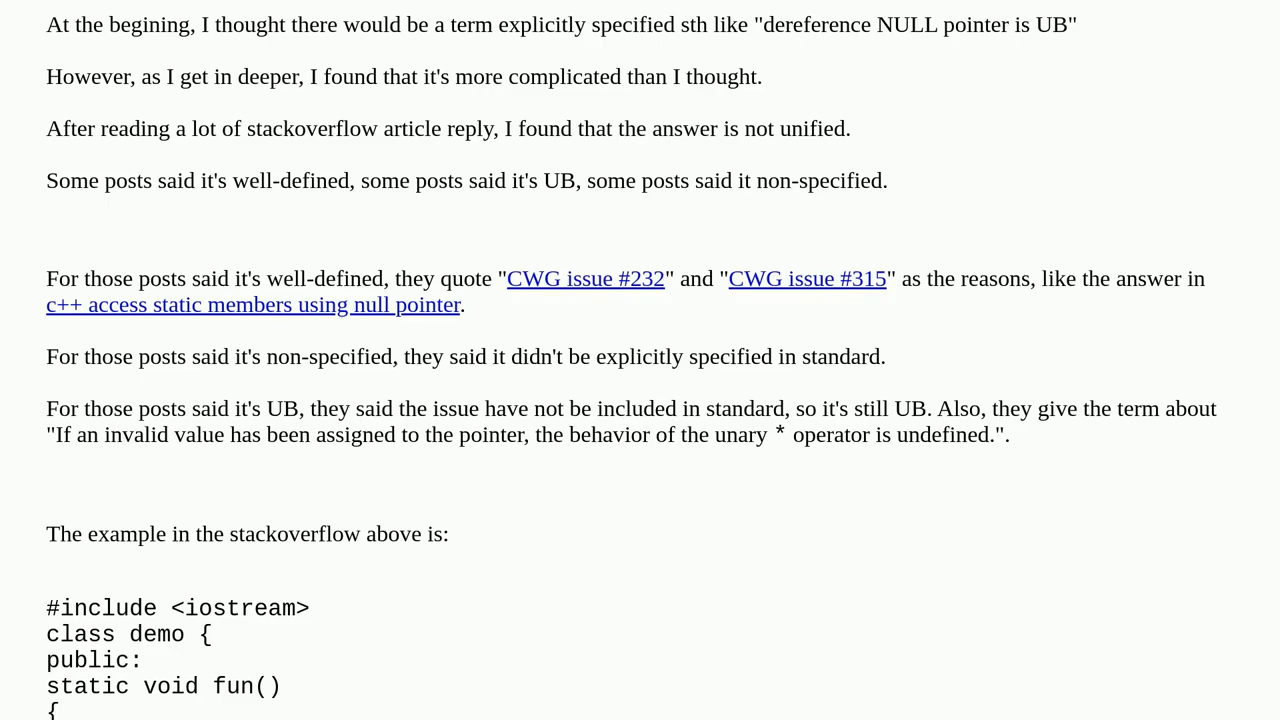 At the begining, I thought there would be a term explicitly specified sth like "dereference NULL pointer is UB"
However, as I get in deeper, I found that it's more complicated than I thought.
After reading a lot of stackoverflow article reply, I found that the answer is not unified.
Some posts said it's well-defined, some posts said it's UB, some posts said it non-specified.
For those posts said it's well-defined, they quote "CWG issue #232" and "CWG issue #315" as the reasons, like the answer in
c++ access static members using null pointer.
For those posts said it's non-specified, they said it didn't be explicitly specified in standard.
For those posts said it's UB, they said the issue have not be included in standard, so it's still UB. Also, they give the term about
"If an invalid value has been assigned to the pointer, the behavior of the unary * operator is undefined.".
The example in the stackoverflow above is:
#include <iostream>
class demo {
public:
static void fun()
{